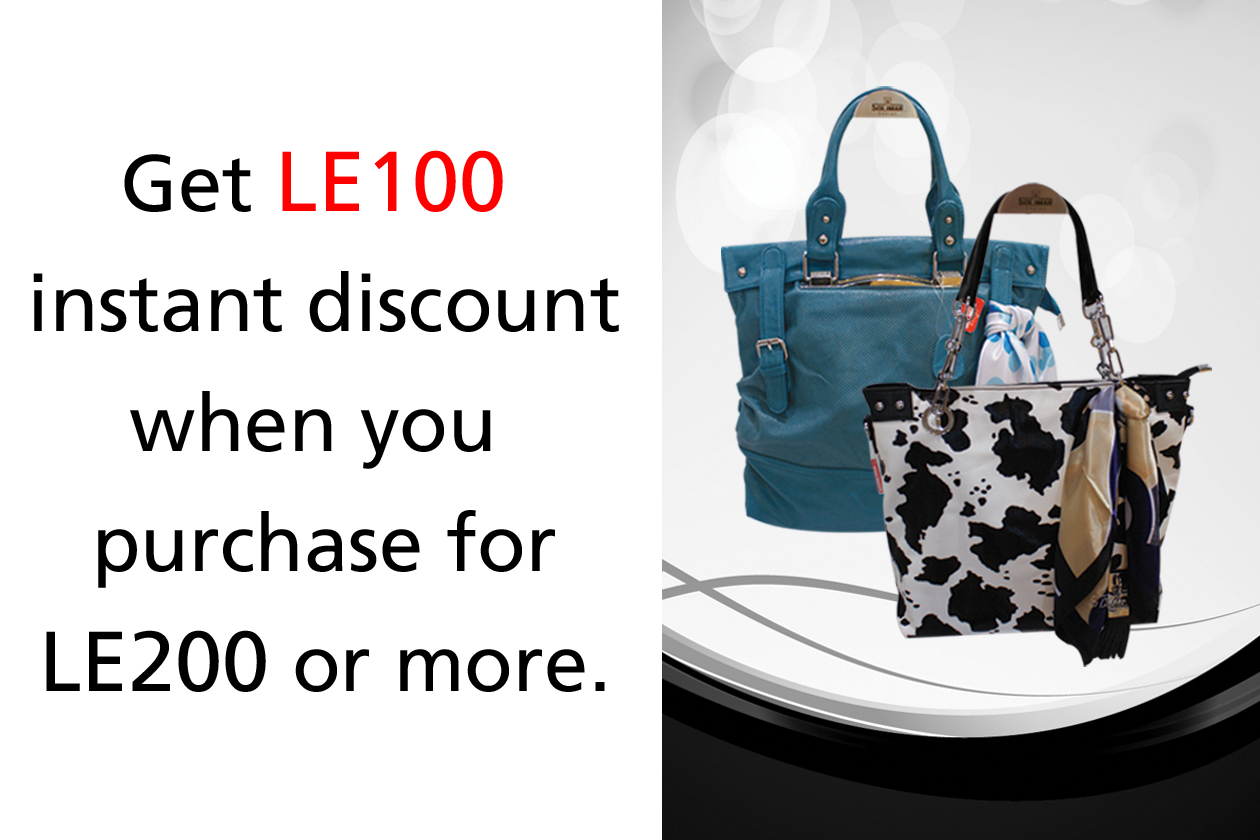 Get LE100
instant discount
when you
purchase for
LE200 or more.